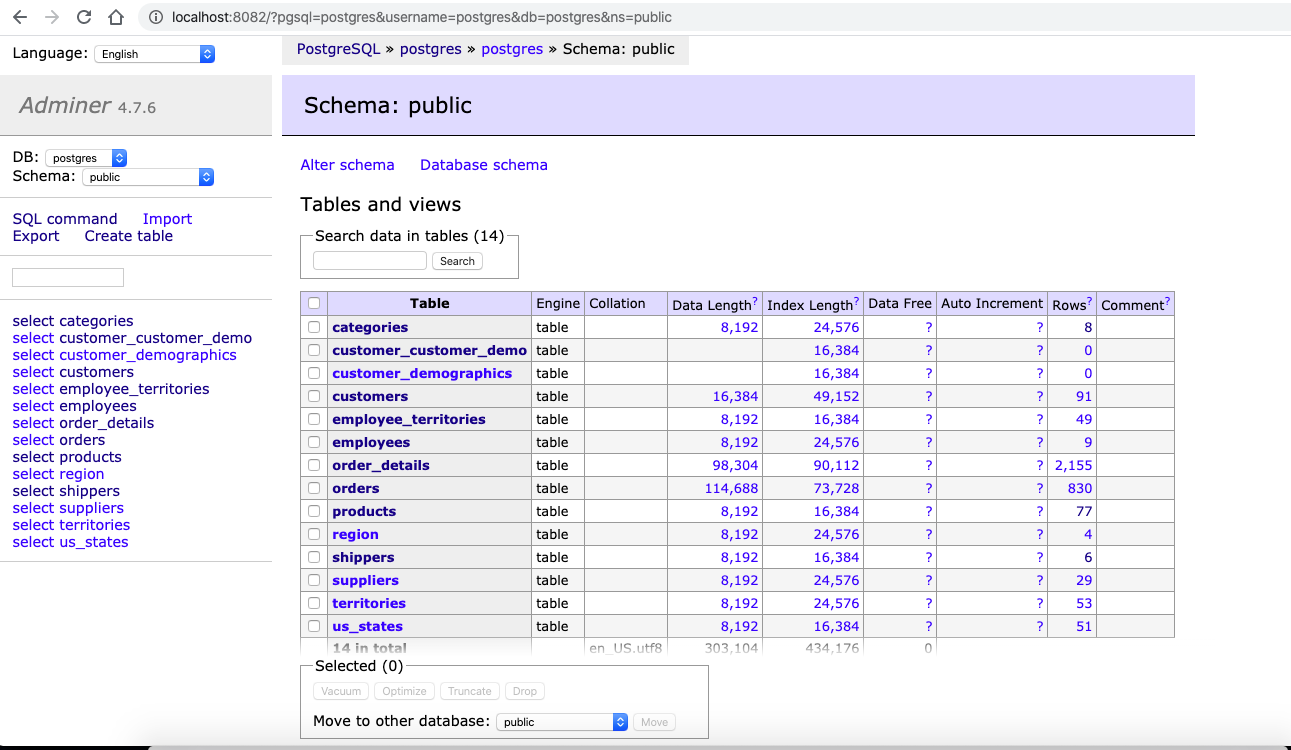 localhost:8082/?pgsql=postgres&username=postgres&db=postgres&ns=public
Language: English
PostgreSQL » postgres » postgres » Schema: public
Adminer 4.7.6
Schema: public
DB: postgres
Schema: public
Alter schema Database schema
SQL command Import
Export Create table
Tables and views
Search data in tables (14)
Search
select categories
select customer_customer_demo
select customer_demographics
select customers
select employee_territories
select employees
select order_details
select orders
select products
select region
select shippers
select suppliers
select territories
select us_states
Table Engine Collation Data Length? Index Length? Data Free Auto Increment Rows? Comment?
categories table 8,192 24,576 ? ? 8
customer_customer_demo table 16,384 ? ? 0
customer_demographics table 16,384 ? ? 0
customers table 16,384 49,152 ? ? 91
employee_territories table 8,192 16,384 ? ? 49
employees table 8,192 24,576 ? ? 9
order_details table 98,304 90,112 ? ? 2,155
orders table 114,688 73,728 ? ? 830
products table 8,192 16,384 ? ? 77
region table 8,192 24,576 ? ? 4
shippers table 8,192 16,384 ? ? 6
suppliers table 8,192 24,576 ? ? 29
territories table 8,192 24,576 ? ? 53
us_states table 8,192 16,384 ? ? 51
14 in total en_US.utf8 303,104 434,176 0
Selected (0)
Vacuum Optimize Truncate Drop
Move to other database: public Move